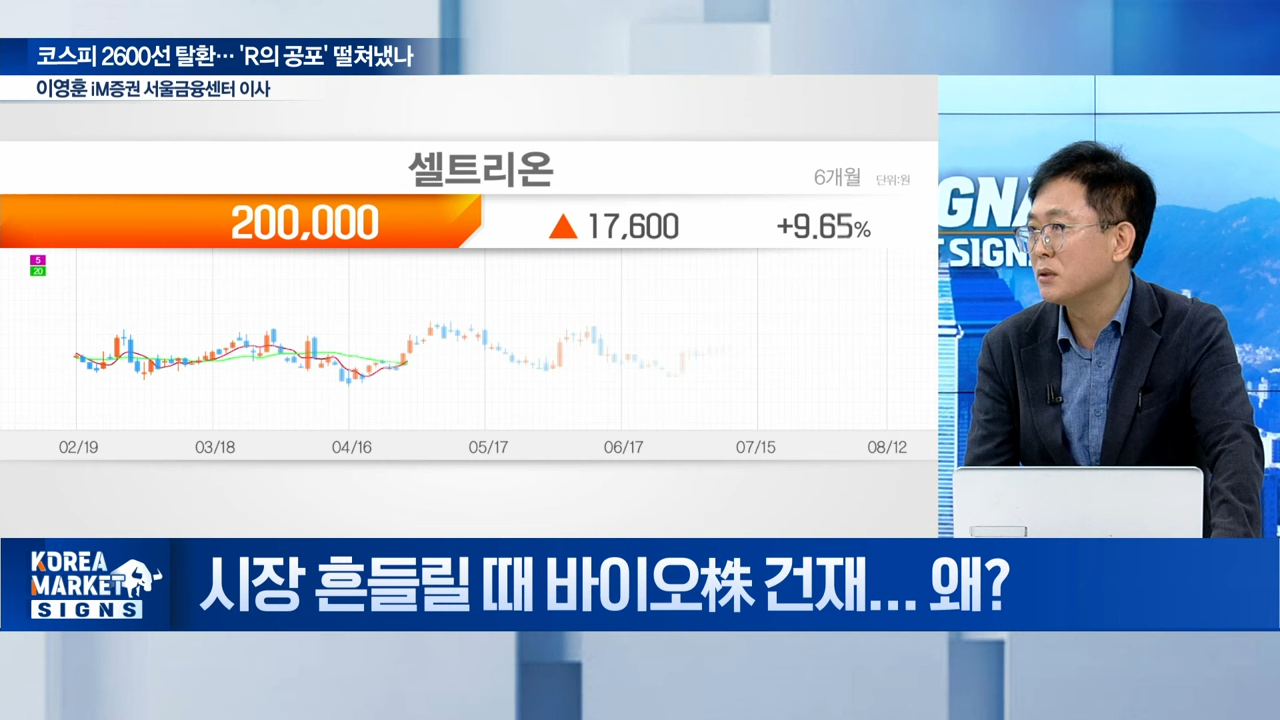 코스피 2600선 탈환… 'R의 공포' 떨쳐냈나
이영훈 iM증권 서울금융센터 이사
셀트리온
6개월 단위:원
200,000 ▲ 17,600 +9.65%
5
20
02/19 03/18 04/16 05/17 06/17 07/15 08/12
KOREA
MARKET
SIGNS
시장 흔들릴 때 바이오株 건재... 왜?